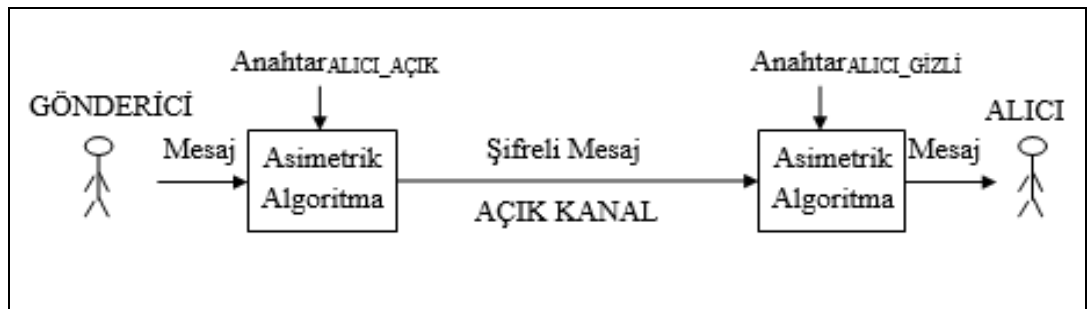 AnahtarALICI_AÇIK
AnahtarALICI_GİZLİ
GÖNDERİCİ
ALICI
Mesaj
Asimetrik
Algoritma
Şifreli Mesaj
AÇIK KANAL
Asimetrik
Algoritma
Mesaj